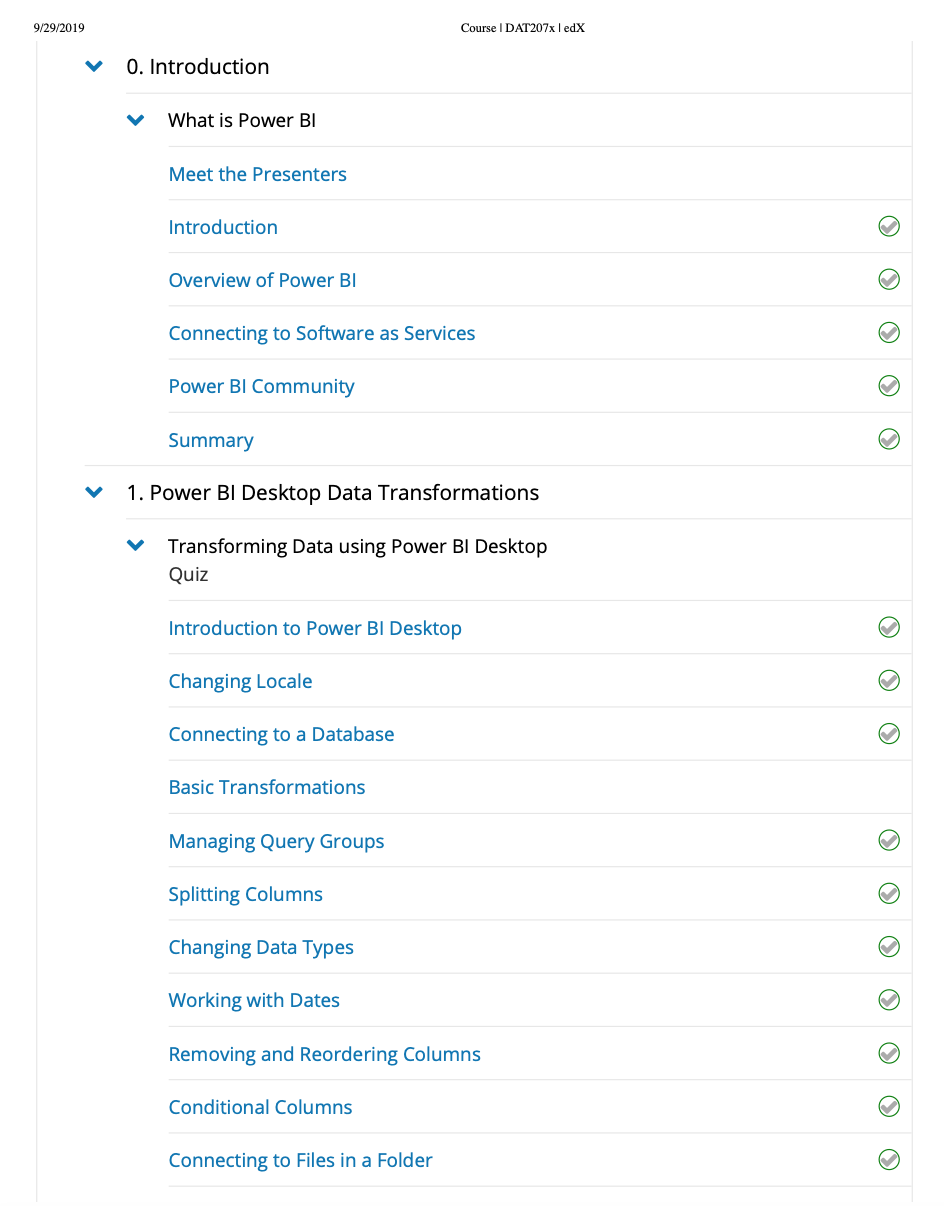 9/29/2019 Course | DAT207x | edX
0. Introduction
What is Power BI
Meet the Presenters
Introduction
Overview of Power BI
Connecting to Software as Services
Power BI Community
Summary
1. Power BI Desktop Data Transformations
Transforming Data using Power BI Desktop
Quiz
Introduction to Power BI Desktop
Changing Locale
Connecting to a Database
Basic Transformations
Managing Query Groups
Splitting Columns
Changing Data Types
Working with Dates
Removing and Reordering Columns
Conditional Columns
Connecting to Files in a Folder